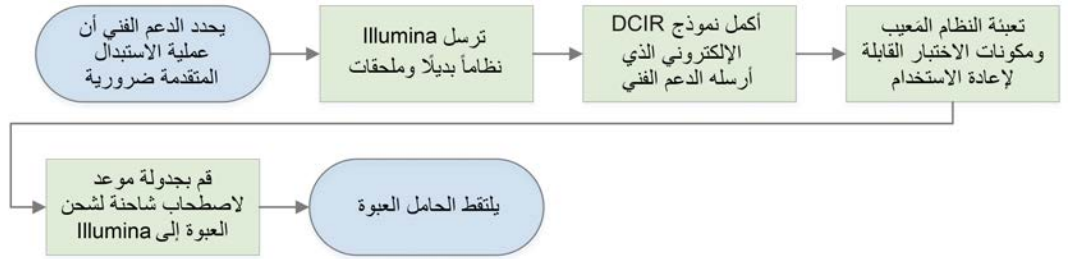 يحدد الدعم الفني أن
عملية الاستبدال
المتقدمة ضرورية
ترسل Illumina
نظاماً بديلًا وملحقات
أكمل نموذج DCIR
الإلكتروني الذي
أرسله الدعم الفني
تعبئة النظام المَعيب
ومكونات الاختبار القابلة
لإعادة الاستخدام
قم بجدولة موعد
لاصطحاب شاحنة لشحن
العبوة إلى Illumina
يلتقط الحامل العبوة